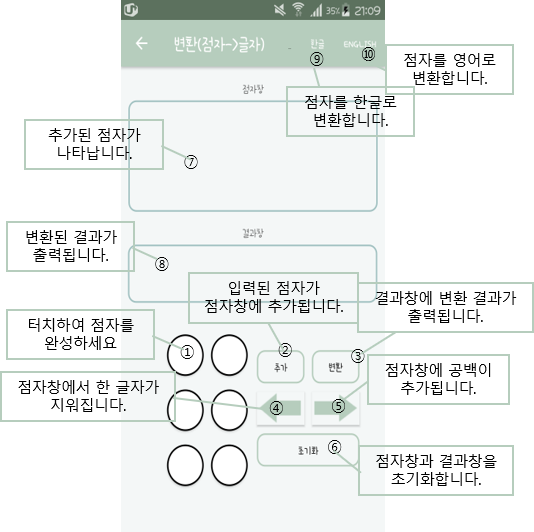 35% 21:09
변환(점자->글자)
한글
ENGLISH
⑨
⑩
점자를 영어로
변환합니다.
점자창
점자를 한글로
변환합니다.
추가된 점자가
나타납니다.
⑦
결과창
변환된 결과가
출력됩니다.
⑧
입력된 점자가
점자창에 추가됩니다.
결과창에 변환 결과가
출력됩니다.
터치하여 점자를
완성하세요
①
②
③
추가
변환
점자창에 공백이
추가됩니다.
점자창에서 한 글자가
지워집니다.
④
⑤
⑥
초기화
점자창과 결과창을
초기화합니다.